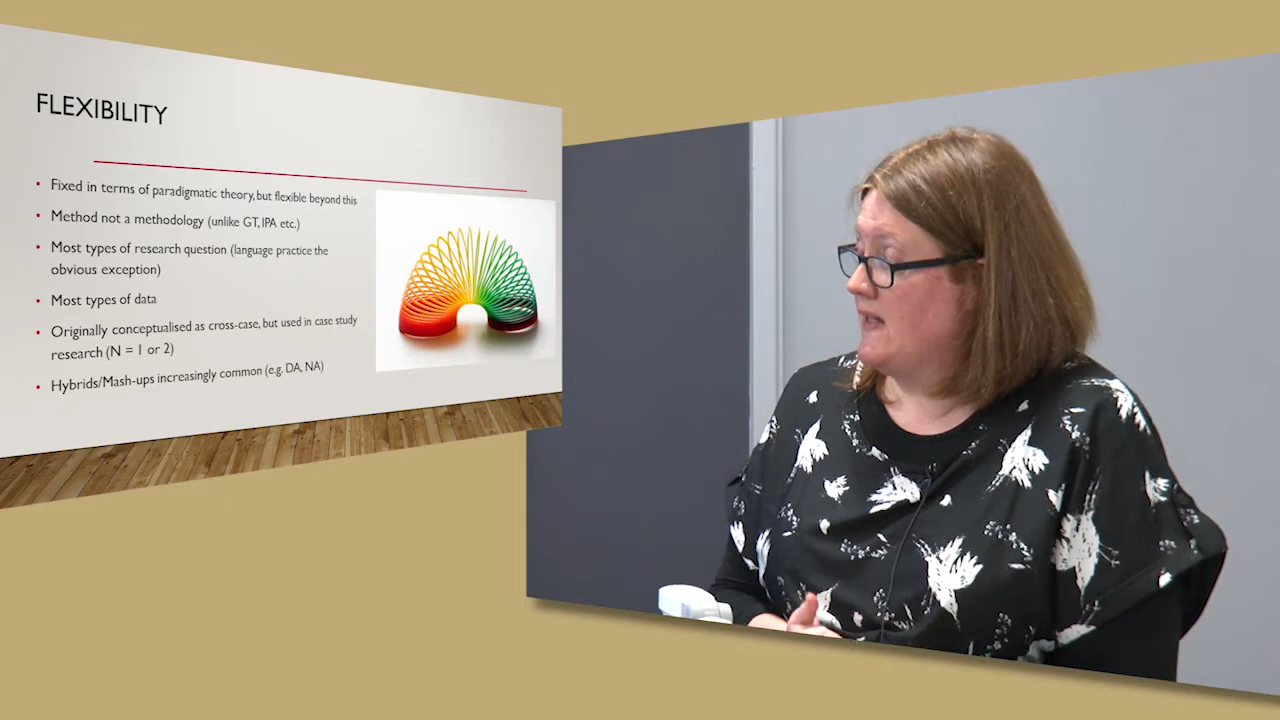 FLEXIBILITY
• Fixed in terms of paradigmatic theory, but flexible beyond this
• Method not a methodology (unlike GT, IPA etc.)
• Most types of research question (language practice the
obvious exception)
• Most types of data
• Originally conceptualised as cross-case, but used in case study
research (N = 1 or 2)
• Hybrids/Mash-ups increasingly common (e.g. DA, NA)